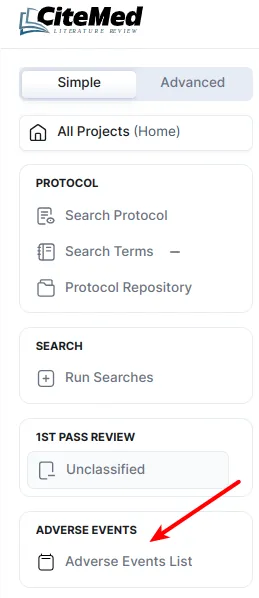 CiteMed
LITERATURE REVIEW
Simple Advanced
All Projects (Home)
PROTOCOL
Search Protocol
Search Terms
Protocol Repository
SEARCH
Run Searches
1ST PASS REVIEW
Unclassified
ADVERSE EVENTS
Adverse Events List